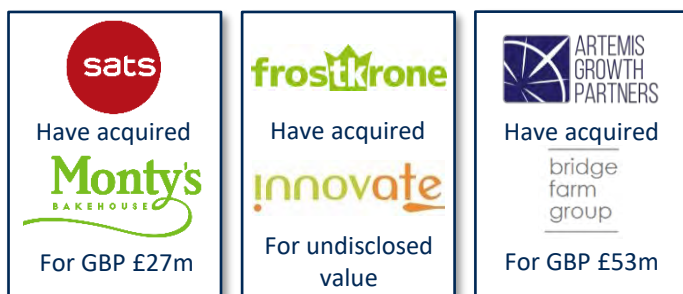 sats
Have acquired
Monty's
BAKEHOUSE
For GBP £27m
frostkrone
Have acquired
innovate
For undisclosed
value
ARTEMIS
GROWTH
PARTNERS
Have acquired
bridge
farm
group
For GBP £53m